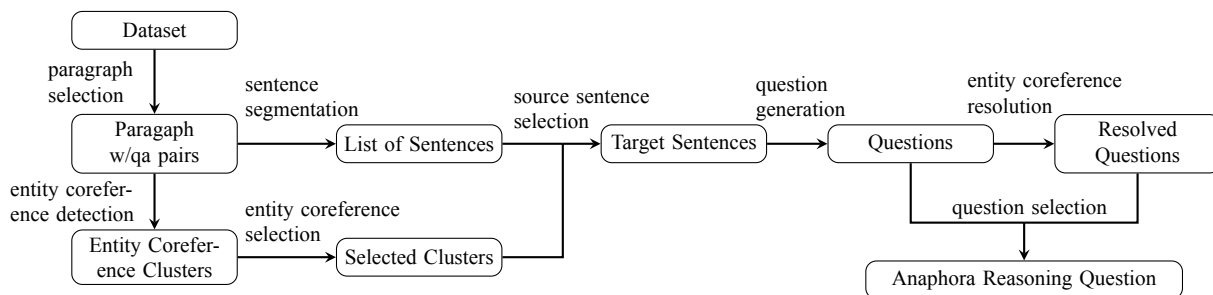 Dataset
paragraph
selection
Paragaph
w/qa pairs
sentence
segmentation
List of Sentences
source sentence
selection
Target Sentences
question
generation
Questions
entity coreference
resolution
Resolved
Questions
entity corefer-
ence detection
Entity Corefer-
ence Clusters
entity coreference
selection
Selected Clusters
question selection
Anaphora Reasoning Question